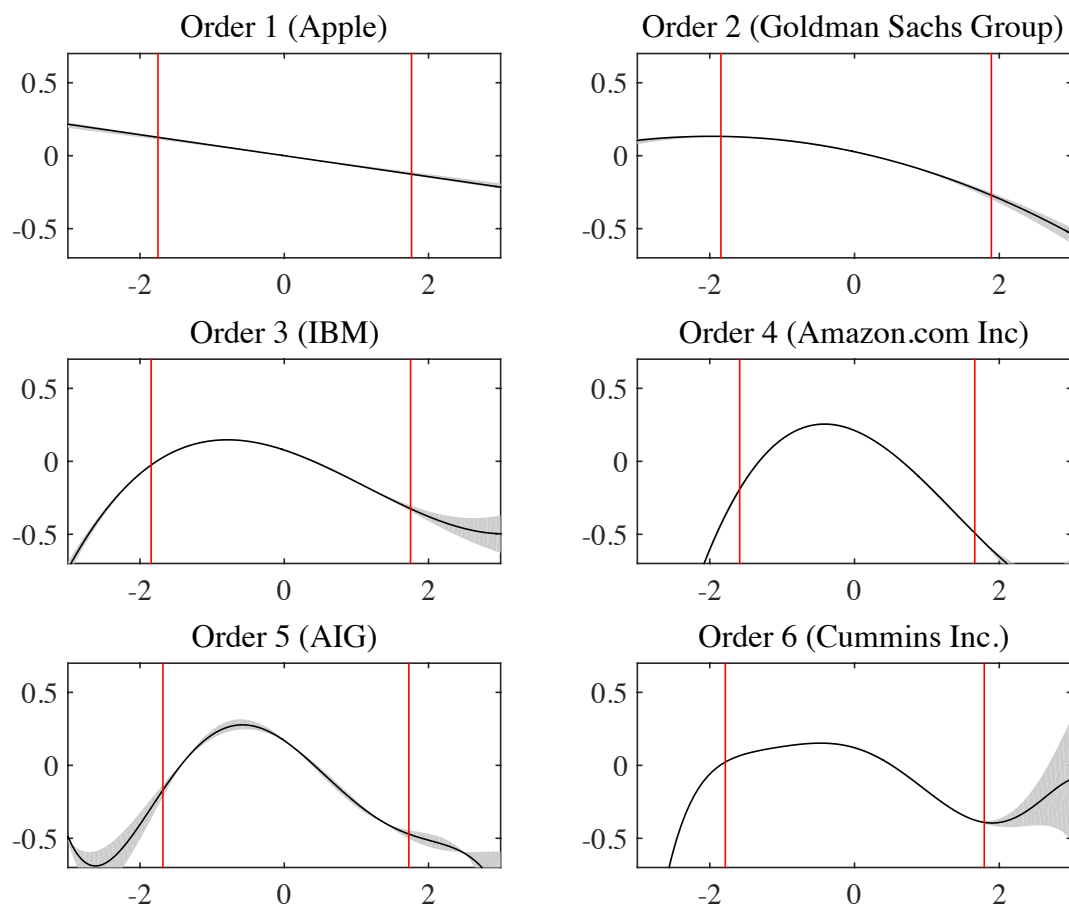 Order 1 (Apple)
0.5
0
-0.5
-2 0 2
Order 2 (Goldman Sachs Group)
0.5
0
-0.5
-2 0 2
Order 3 (IBM)
0.5
0
-0.5
-2 0 2
Order 4 (Amazon.com Inc)
0.5
0
-0.5
-2 0 2
Order 5 (AIG)
0.5
0
-0.5
-2 0 2
Order 6 (Cummins Inc.)
0.5
0
-0.5
-2 0 2